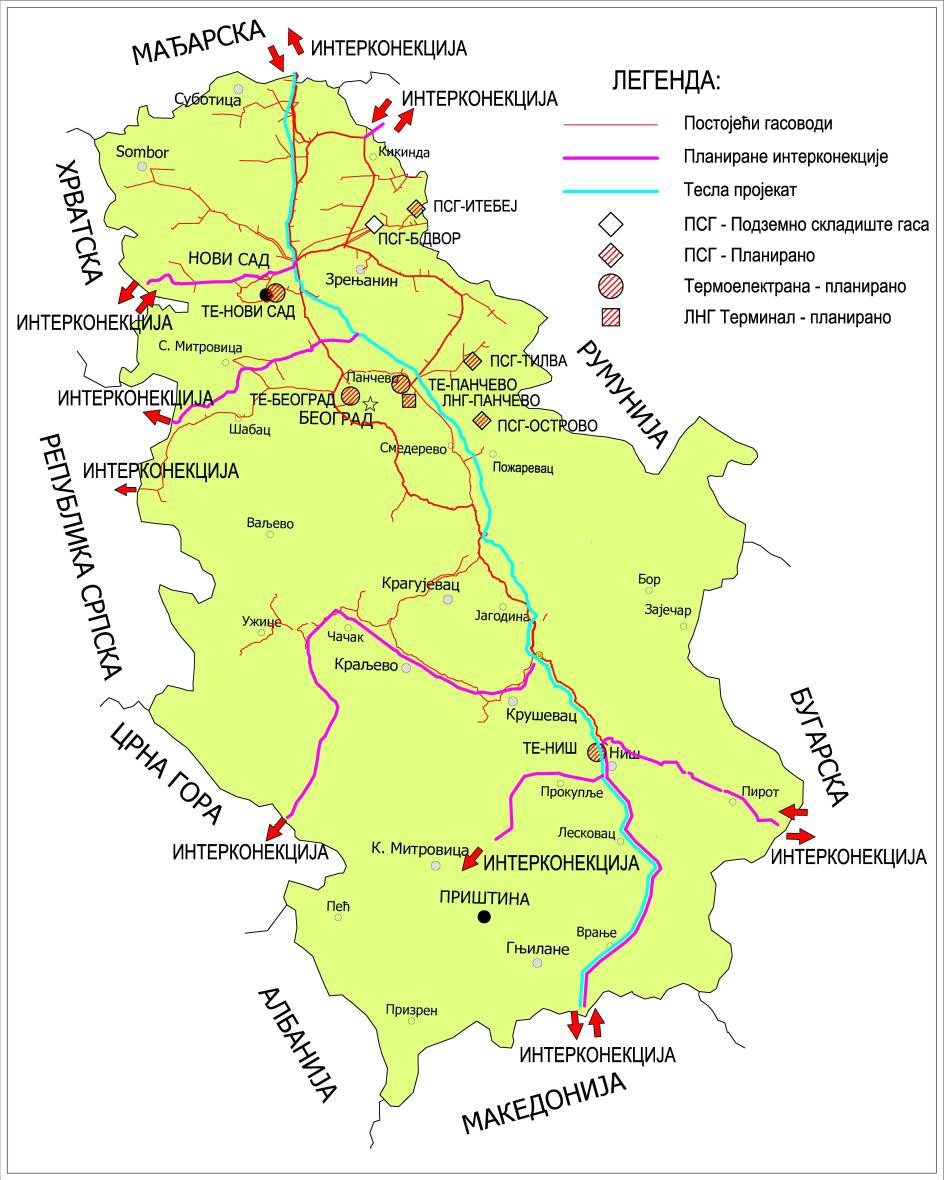 МАЂАРСКА
ИНТЕРКОНЕКЦИЈА
ИНТЕРКОНЕКЦИЈА
ЛЕГЕНДА:
Постојећи гасоводи
Планиране интерконекције
Тесла пројекат
ПСГ - Подземно складиште гаса
ПСГ - Планирано
Термоелектрана - планирано
ЛНГ Терминал - планирано
Суботица
Sombor
Кикинда
ХРВАТСКА
ПСГ-ИТЕБЕЈ
ПСГ-Б/ДВОР
НОВИ САД
Зрењанин
ТЕ-НОВИ САД
ИНТЕРКОНЕКЦИЈА
С. Митровица
РУМУНИЈА
ПСГ-ТИЛВА
Панчево
ТЕ-ПАНЧЕВО
ИНТЕРКОНЕКЦИЈА
ТЕ-БЕОГРАД
ЛНГ-ПАНЧЕВО
БЕОГРАД
ПСГ-ОСТРОВО
Шабац
Смедерево
Пожаревац
ИНТЕРКОНЕКЦИЈА
РЕПУБЛИКА СРПСКА
Ваљево
Крагујевац
Бор
Јагодина
Зајечар
Ужице
Чачак
Краљево
Крушевац
ЦРНА ГОРА
БУГАРСКА
ТЕ-НИШ
Ниш
Прокупље
Пирот
Лесковац
ИНТЕРКОНЕКЦИЈА
К. Митровица
ИНТЕРКОНЕКЦИЈА
ИНТЕРКОНЕКЦИЈА
ПРИШТИНА
Пећ
Врање
Гњилане
АЛБАНИЈА
Призрен
ИНТЕРКОНЕКЦИЈА
МАКЕДОНИЈА